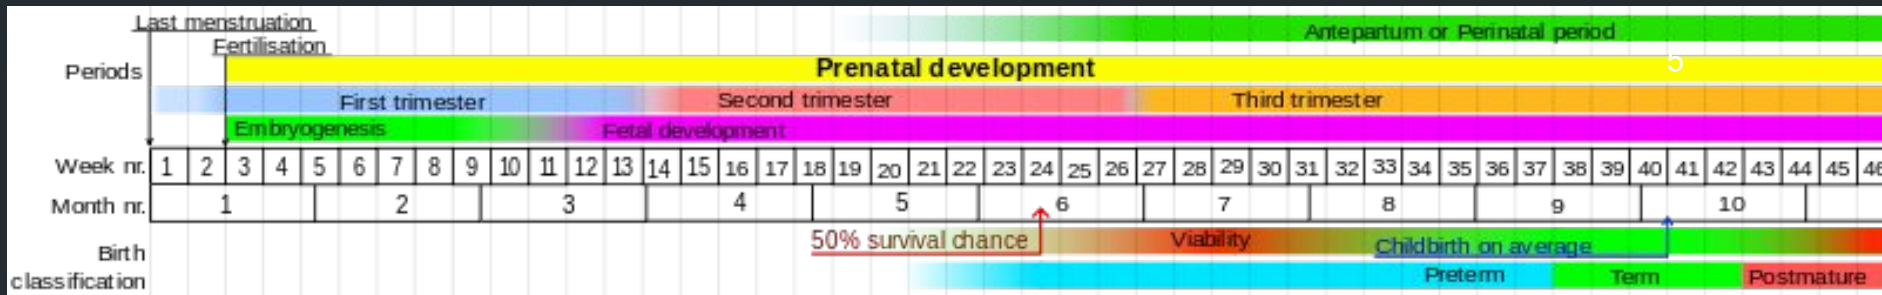 Last menstruation
Fertilisation
Antepartum or Perinatal period
Periods
Prenatal development
5
First trimester Second trimester Third trimester
Embryogenesis Fetal development
Week nr. 1 2 3 4 5 6 7 8 9 10 11 12 13 14 15 16 17 18 19 20 21 22 23 24 25 26 27 28 29 30 31 32 33 34 35 36 37 38 39 40 41 42 43 44 45 46
Month nr. 1 2 3 4 5 6 7 8 9 10
50% survival chance Viability Childbirth on average
Birth
classification
Preterm Term Postmature